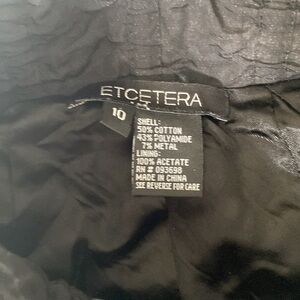 ETCETERA
10
SHELL:
50% COTTON
43% POLYAMIDE
7% METAL
LINING:
100% ACETATE
RN # 093698
MADE IN CHINA
SEE REVERSE FOR CARE